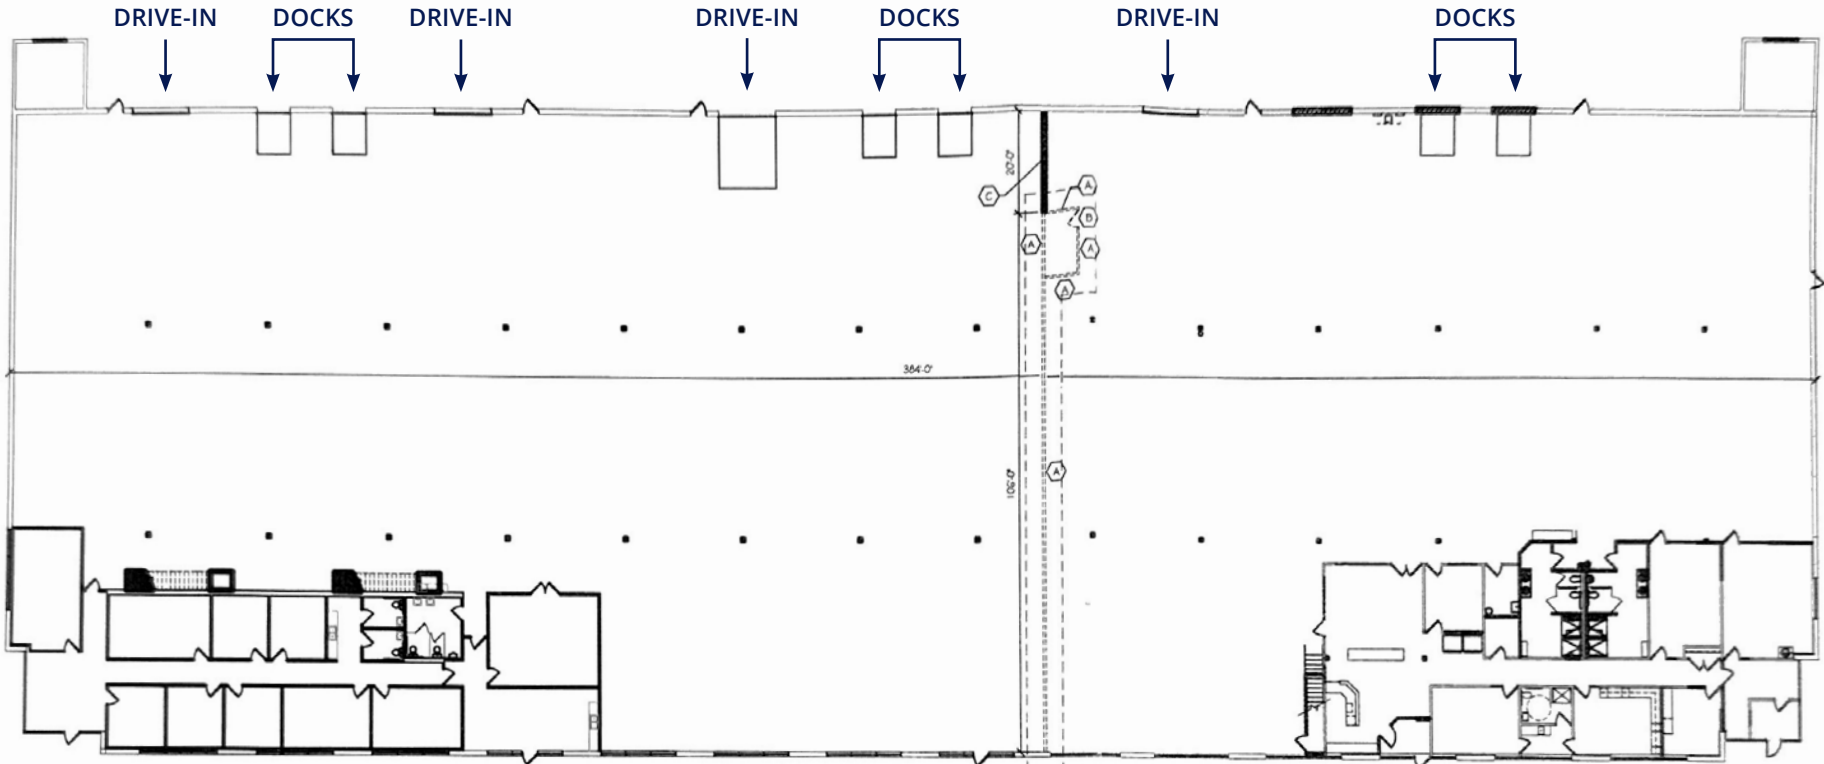 DRIVE-IN DOCKS DRIVE-IN DRIVE-IN DOCKS DRIVE-IN DOCKS
20'-0"
C
A
B
A
A
A
384'-0"
106'-0"
A